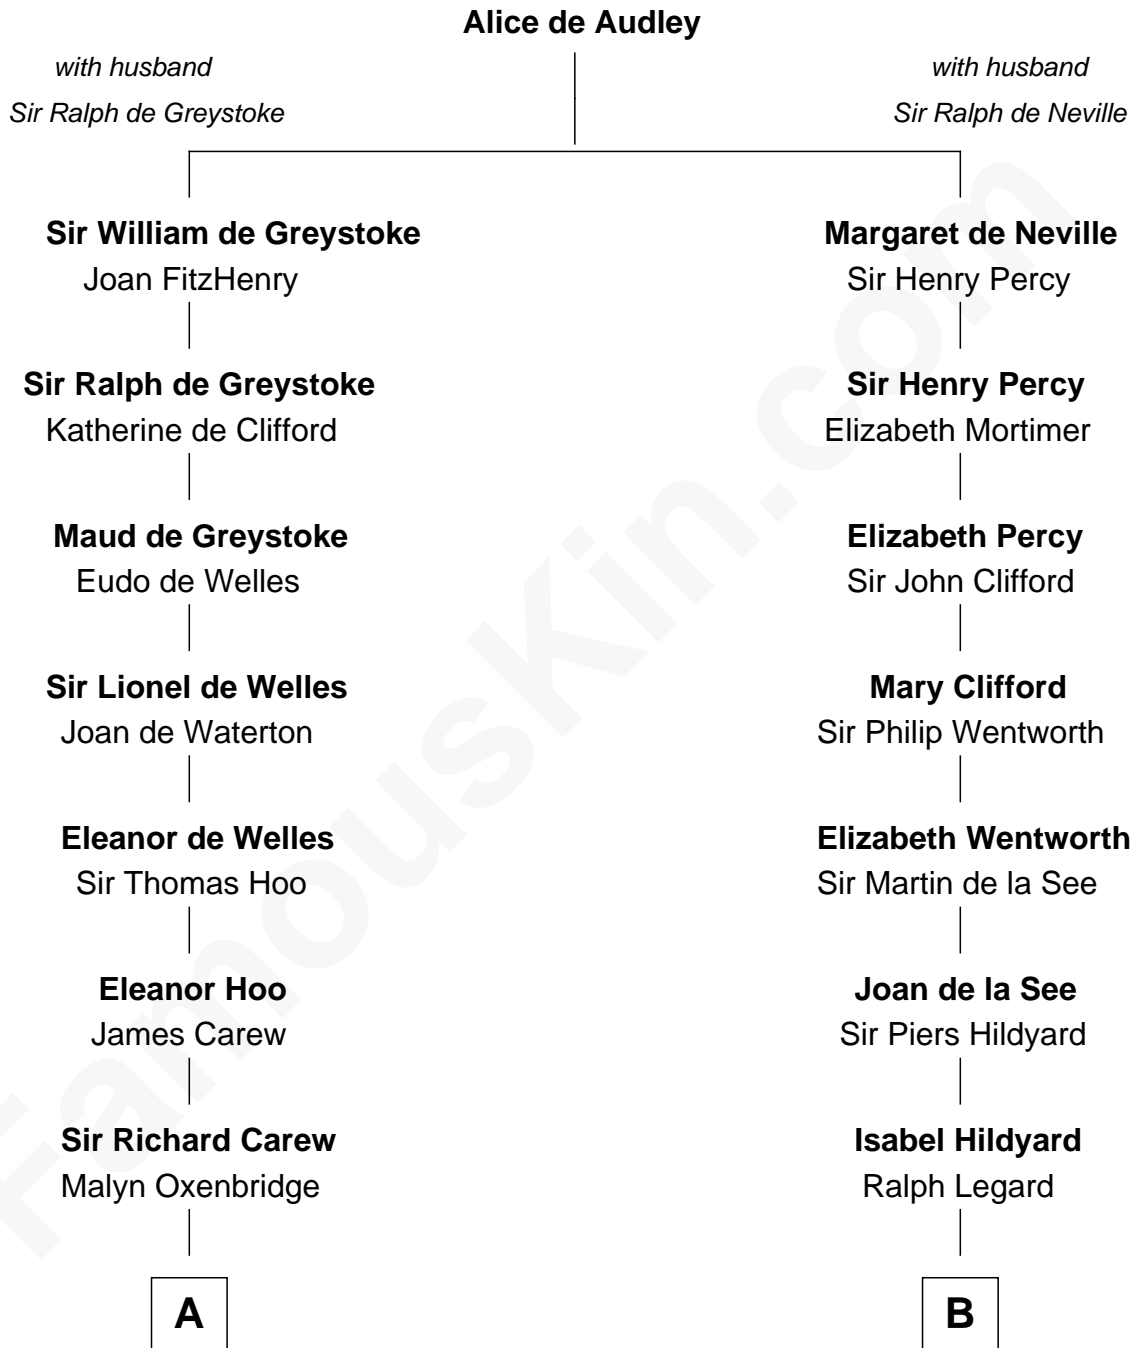 Alice de Audley
with husband
Sir Ralph de Greystoke
with husband
Sir Ralph de Neville
Sir William de Greystoke
Joan FitzHenry
Margaret de Neville
Sir Henry Percy
Sir Ralph de Greystoke
Katherine de Clifford
Sir Henry Percy
Elizabeth Mortimer
Maud de Greystoke
Eudo de Welles
Elizabeth Percy
Sir John Clifford
Sir Lionel de Welles
Joan de Waterton
Mary Clifford
Sir Philip Wentworth
Eleanor de Welles
Sir Thomas Hoo
Elizabeth Wentworth
Sir Martin de la See
Eleanor Hoo
James Carew
Joan de la See
Sir Piers Hildyard
Sir Richard Carew
Malyn Oxenbridge
Isabel Hildyard
Ralph Legard
A
B
FamousKin.com